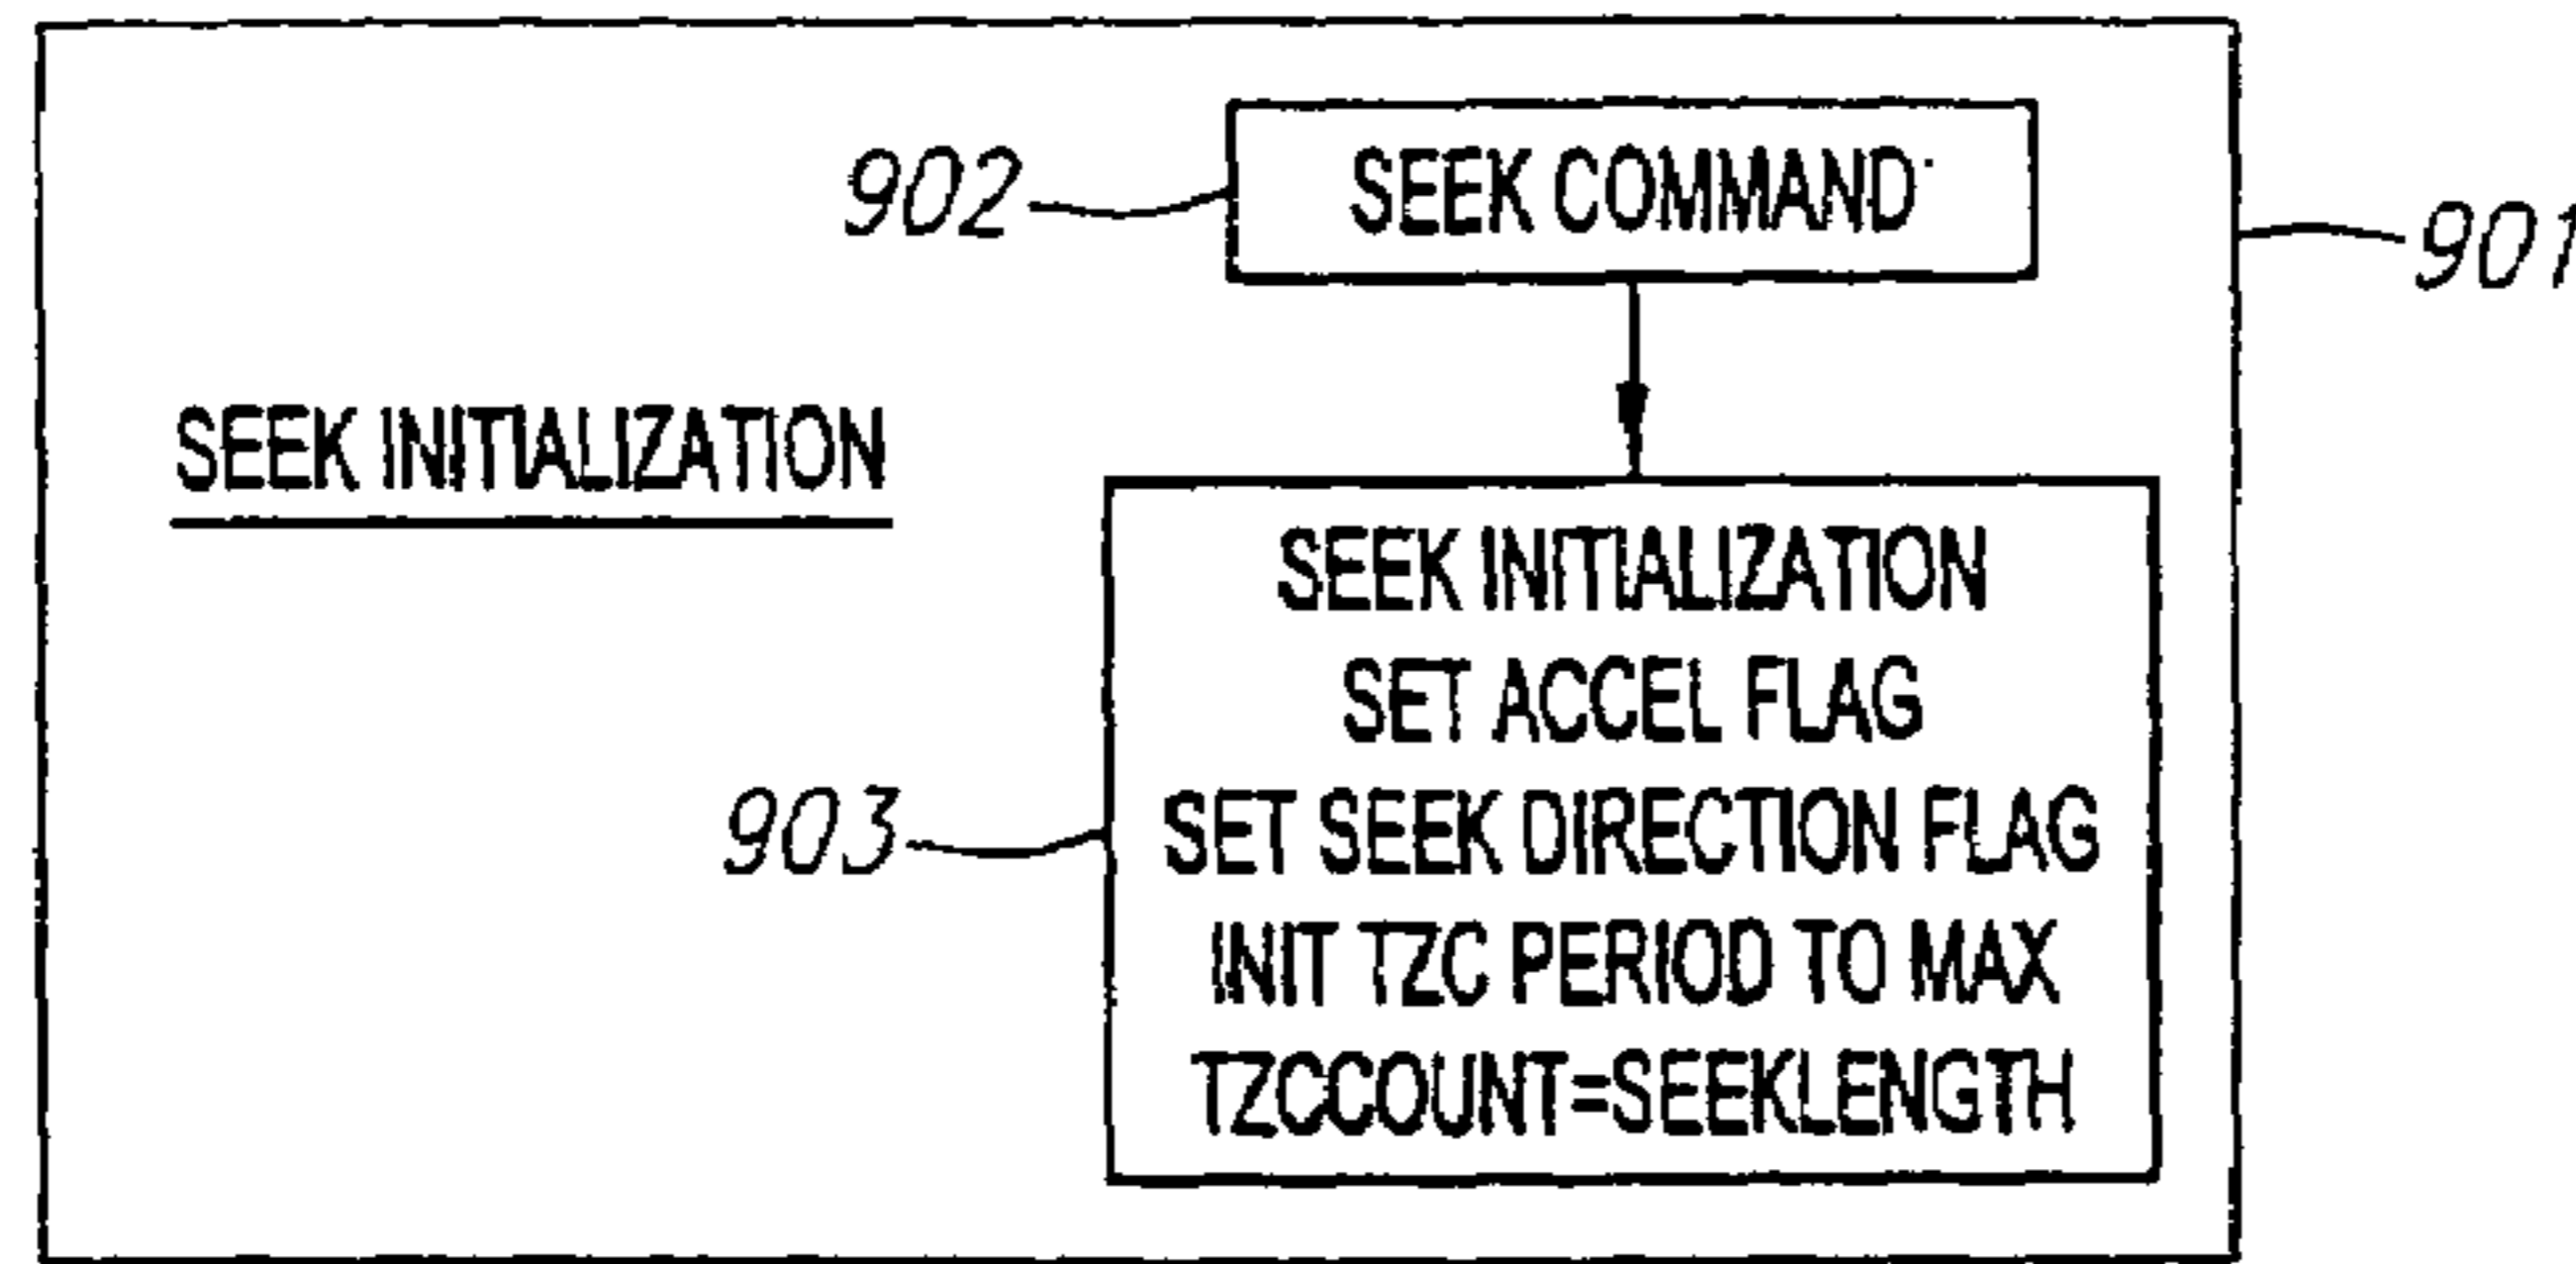 902
SEEK COMMAND
901
SEEK INITIALIZATION
SEEK INITIALIZATION
SET ACCEL FLAG
903
SET SEEK DIRECTION FLAG
INIT TZC PERIOD TO MAX
TZCCOUNT=SEEKLENGTH